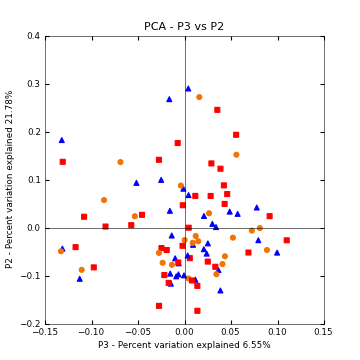 PCA - P3 vs P2
0.4
0.3
0.2
0.1
0.0
−0.1
−0.2
P2 - Percent variation explained 21.78%
−0.15 −0.10 −0.05 0.00 0.05 0.10 0.15
P3 - Percent variation explained 6.55%